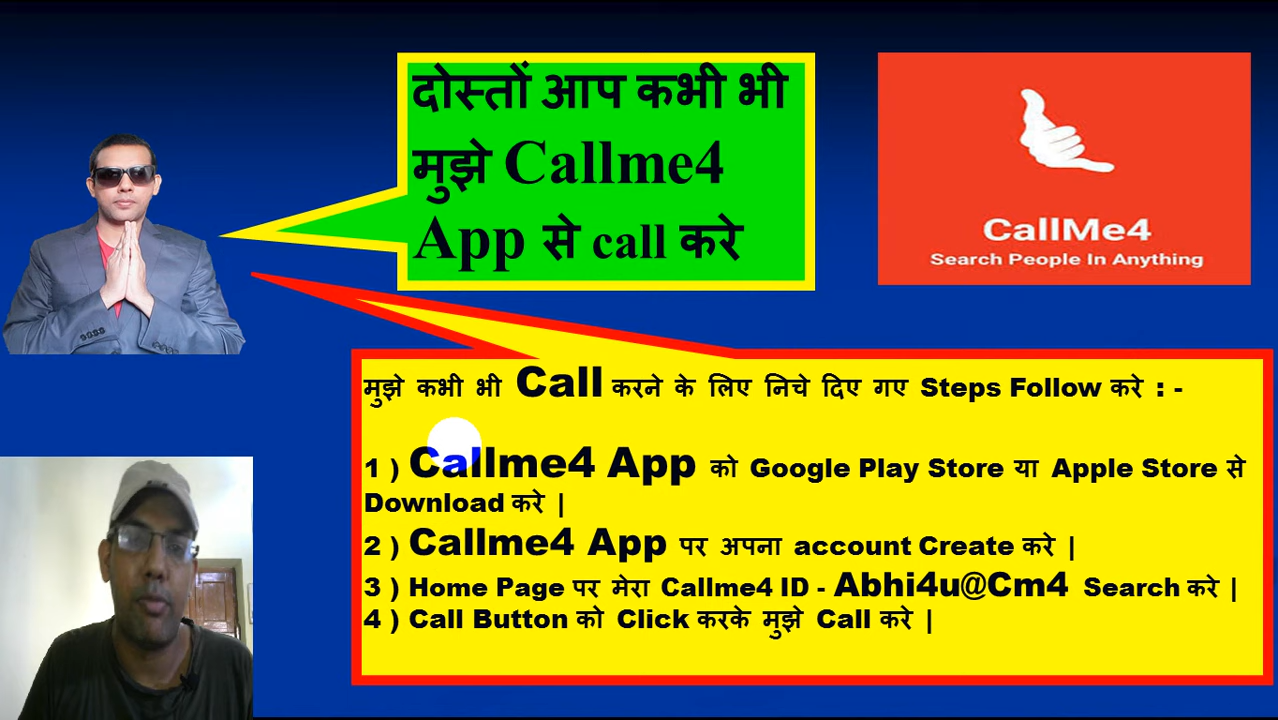 दोस्तों आप कभी भी
मुझे Callme4
App से call करे
CallMe4
Search People In Anything
मुझे कभी भी Call करने के लिए निचे दिए गए Steps Follow करे : -
1 ) Callme4 App को Google Play Store या Apple Store से
Download करे |
2 ) Callme4 App पर अपना account Create करे |
3 ) Home Page पर मेरा Callme4 ID - Abhi4u@Cm4 Search करे |
4 ) Call Button को Click करके मुझे Call करे |